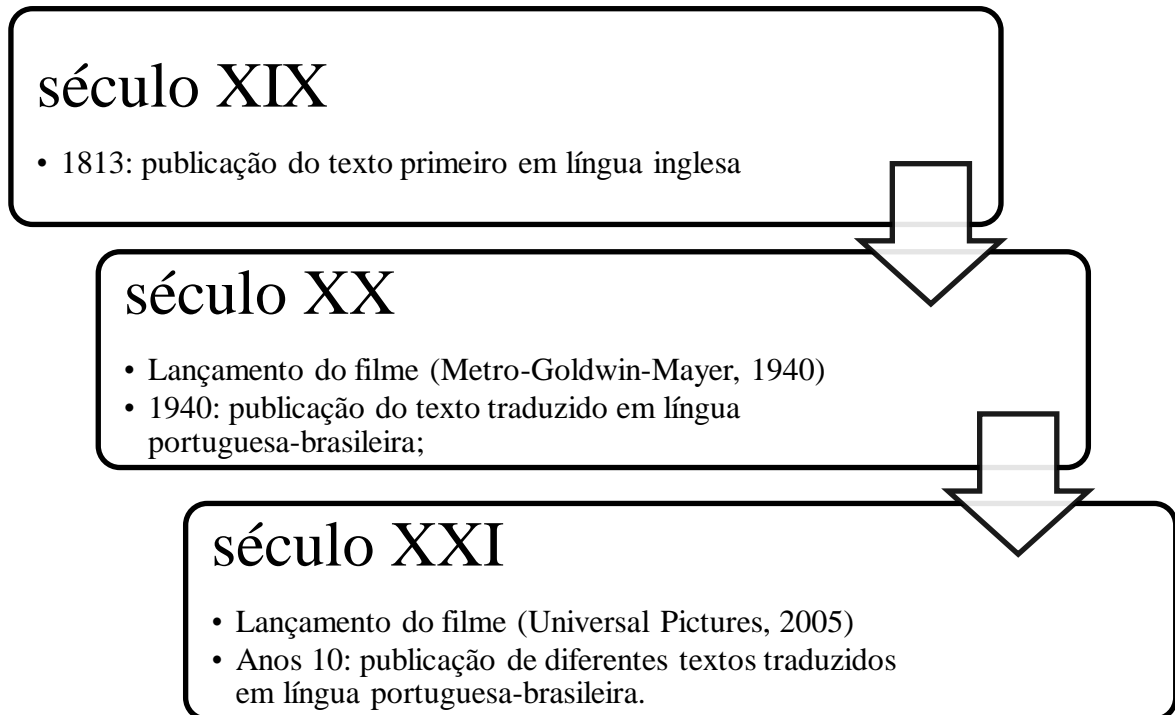 século XIX
• 1813: publicação do texto primeiro em língua inglesa
século XX
• Lançamento do filme (Metro-Goldwin-Mayer, 1940)
• 1940: publicação do texto traduzido em língua
portuguesa-brasileira;
século XXI
• Lançamento do filme (Universal Pictures, 2005)
• Anos 10: publicação de diferentes textos traduzidos
em língua portuguesa-brasileira.